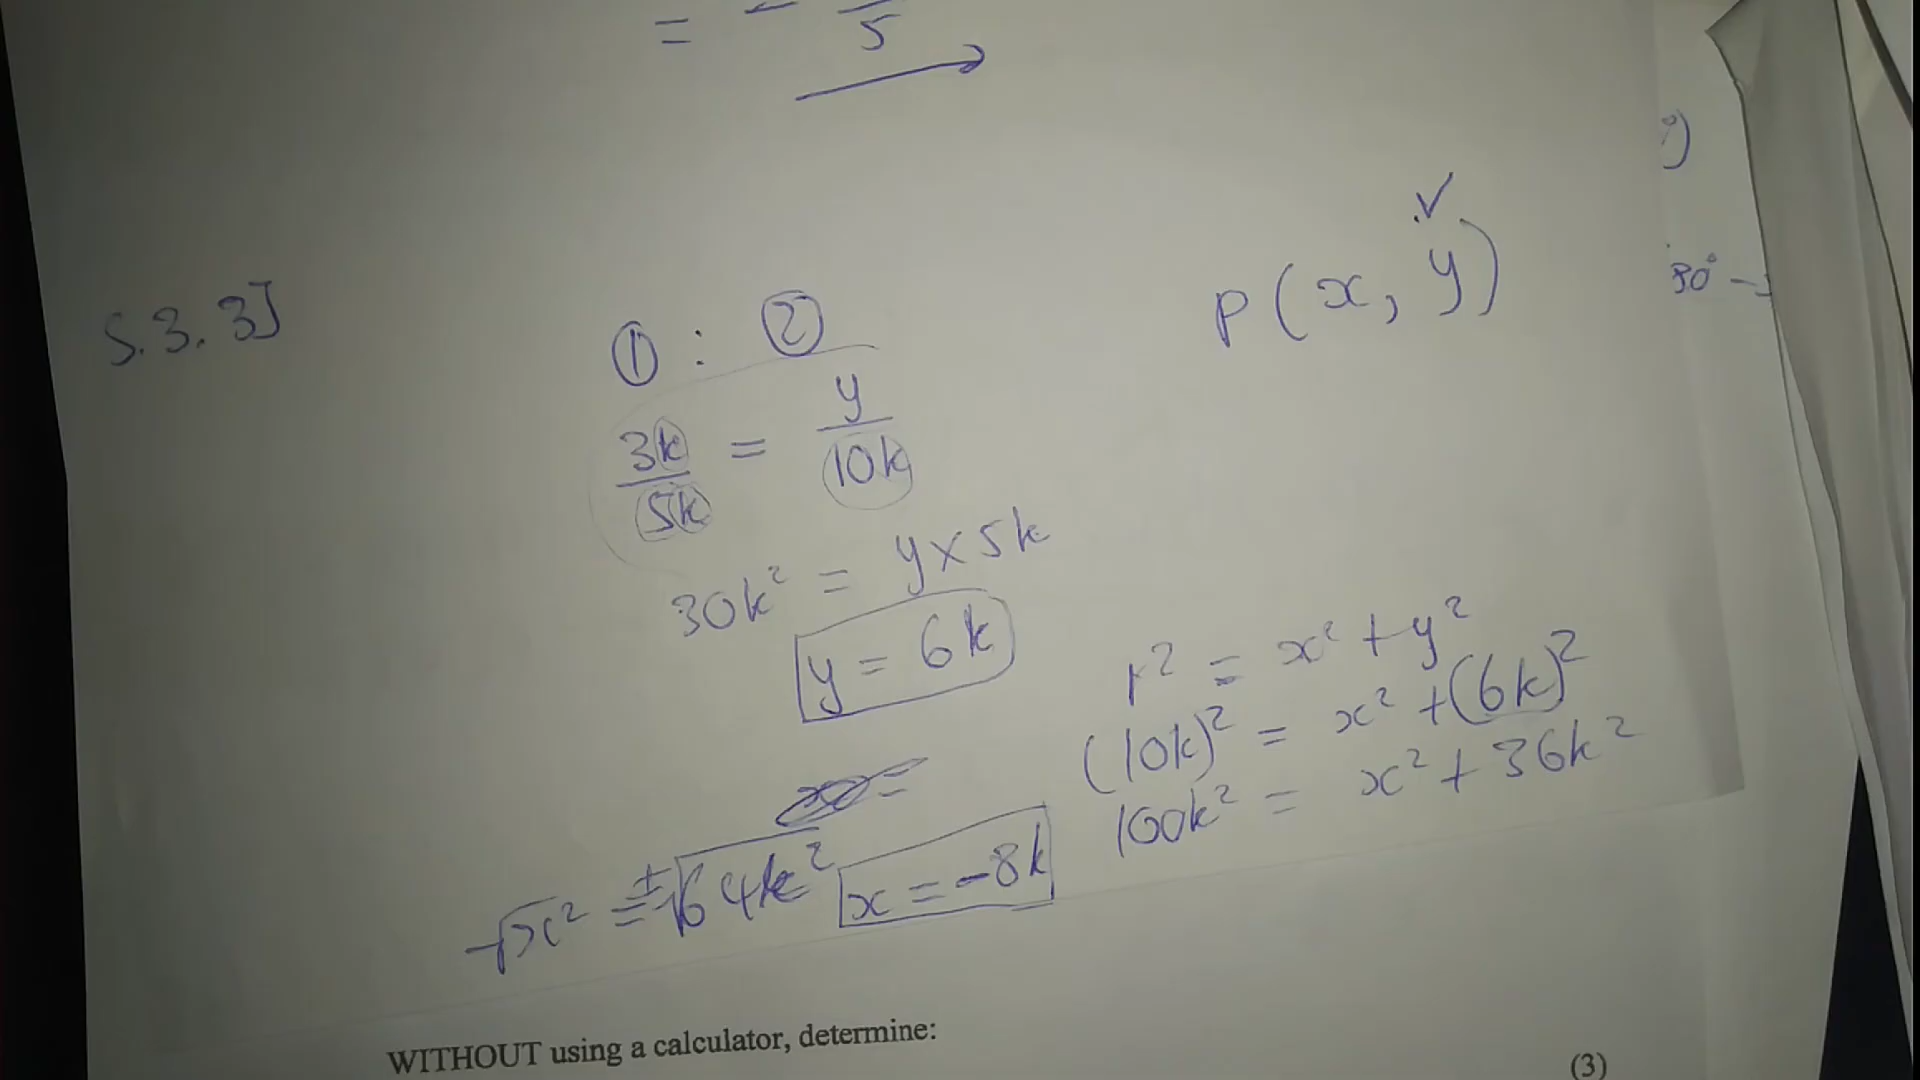 = - —/5
5.3.3]
① : ②
P(x, y) ✓
3k/5k = y/10k
30k² = y × 5k
y = 6k
r² = x² + y²
(10k)² = x² + (6k)²
100k² = x² + 36k²
√x² = ±√64k²
x = -8k
WITHOUT using a calculator, determine:
(3)